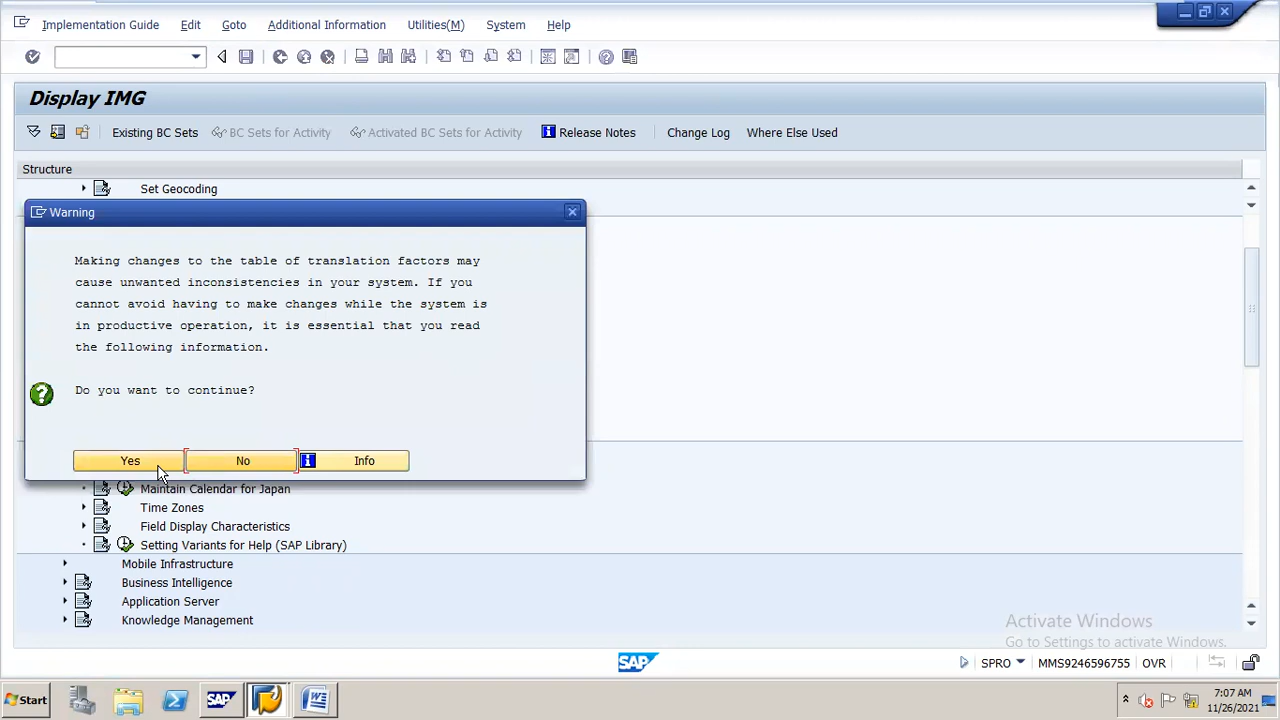 Implementation Guide Edit Goto Additional Information Utilities(M) System Help
Display IMG
Existing BC Sets BC Sets for Activity Activated BC Sets for Activity Release Notes Change Log Where Else Used
Structure
Set Geocoding
Warning
Making changes to the table of translation factors may
cause unwanted inconsistencies in your system. If you
cannot avoid having to make changes while the system is
in productive operation, it is essential that you read
the following information.
Do you want to continue?
Yes No Info
Maintain Calendar for Japan
Time Zones
Field Display Characteristics
Setting Variants for Help (SAP Library)
Mobile Infrastructure
Business Intelligence
Application Server
Knowledge Management
Activate Windows
Go to Settings to activate Windows.
SAP SPRO MMS9246596755 OVR
Start SAP 7:07 AM
11/26/2021